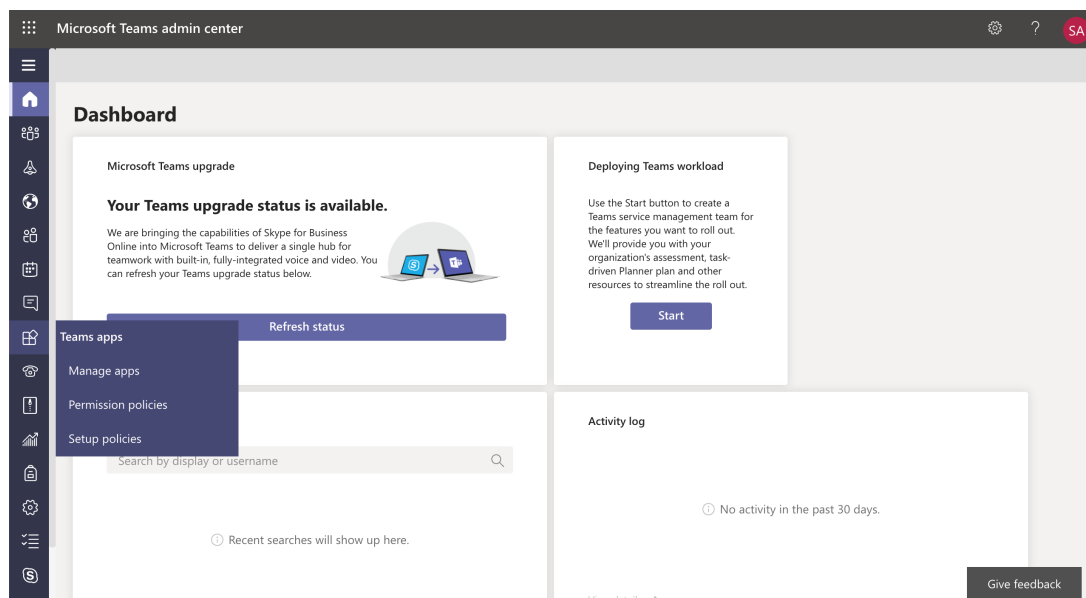 Microsoft Teams admin center
?
SA
Dashboard
Microsoft Teams upgrade
Your Teams upgrade status is available.
We are bringing the capabilities of Skype for Business
Online into Microsoft Teams to deliver a single hub for
teamwork with built-in, fully-integrated voice and video. You
can refresh your Teams upgrade status below.
Refresh status
Deploying Teams workload
Use the Start button to create a
Teams service management team for
the features you want to roll out.
We'll provide you with your
organization's assessment, task-
driven Planner plan and other
resources to streamline the roll out.
Start
Teams apps
Manage apps
Permission policies
Setup policies
Search by display or username
Recent searches will show up here.
Activity log
No activity in the past 30 days.
Give feedback